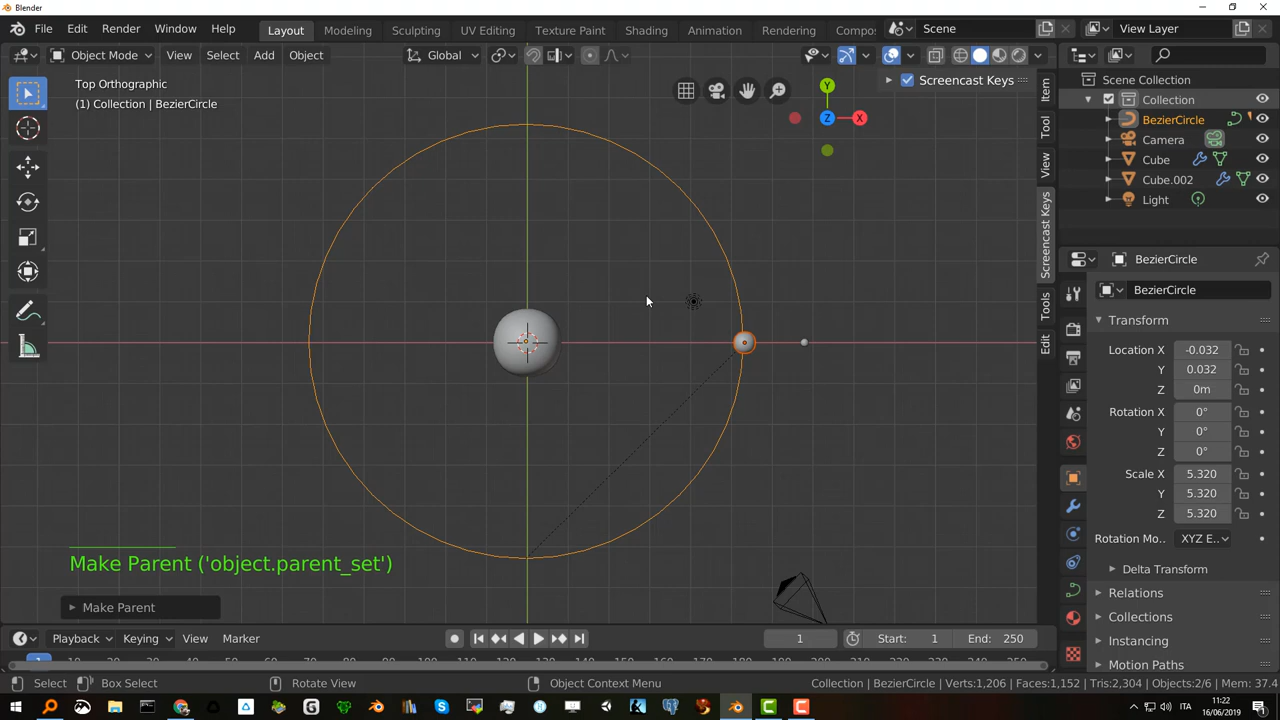 Blender
File Edit Render Window Help
Layout Modeling Sculpting UV Editing Texture Paint Shading Animation Rendering Compos
Scene
View Layer
Object Mode View Select Add Object
Global
Top Orthographic
(1) Collection | BezierCircle
Screencast Keys
Y
Z
X
Item
Tool
View
Screencast Keys
Tools
Edit
Scene Collection
Collection
BezierCircle
Camera
Cube
Cube.002
Light
BezierCircle
BezierCircle
Transform
Location X -0.032
Y 0.032
Z 0m
Rotation X 0°
Y 0°
Z 0°
Scale X 5.320
Y 5.320
Z 5.320
Rotation Mo.. XYZ E..
Delta Transform
Relations
Collections
Instancing
Motion Paths
Make Parent ('object.parent_set')
Make Parent
Playback Keying View Marker
1
Start: 1
End: 250
Select Box Select Rotate View Object Context Menu
Collection | BezierCircle | Verts:1,206 | Faces:1,152 | Tris:2,304 | Objects:2/6 | Mem: 37.4
ITA
11:22
16/06/2019